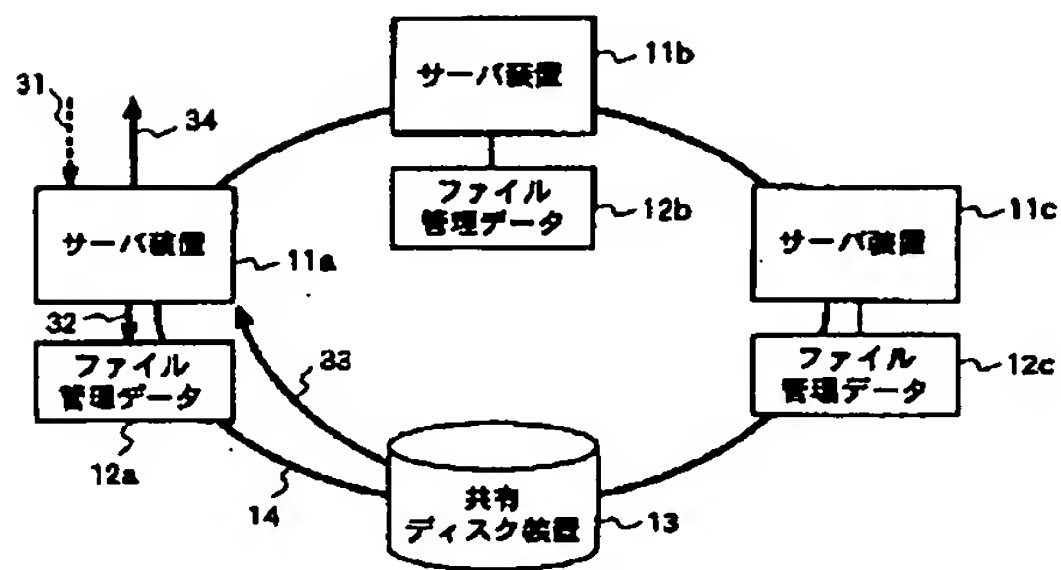 サーバ装置
11b
31
34
ファイル
管理データ
12b
11c
サーバ装置
11a
サーバ装置
32
ファイル
管理データ
12a
33
ファイル
管理データ
12c
14
共有
ディスク装置
13